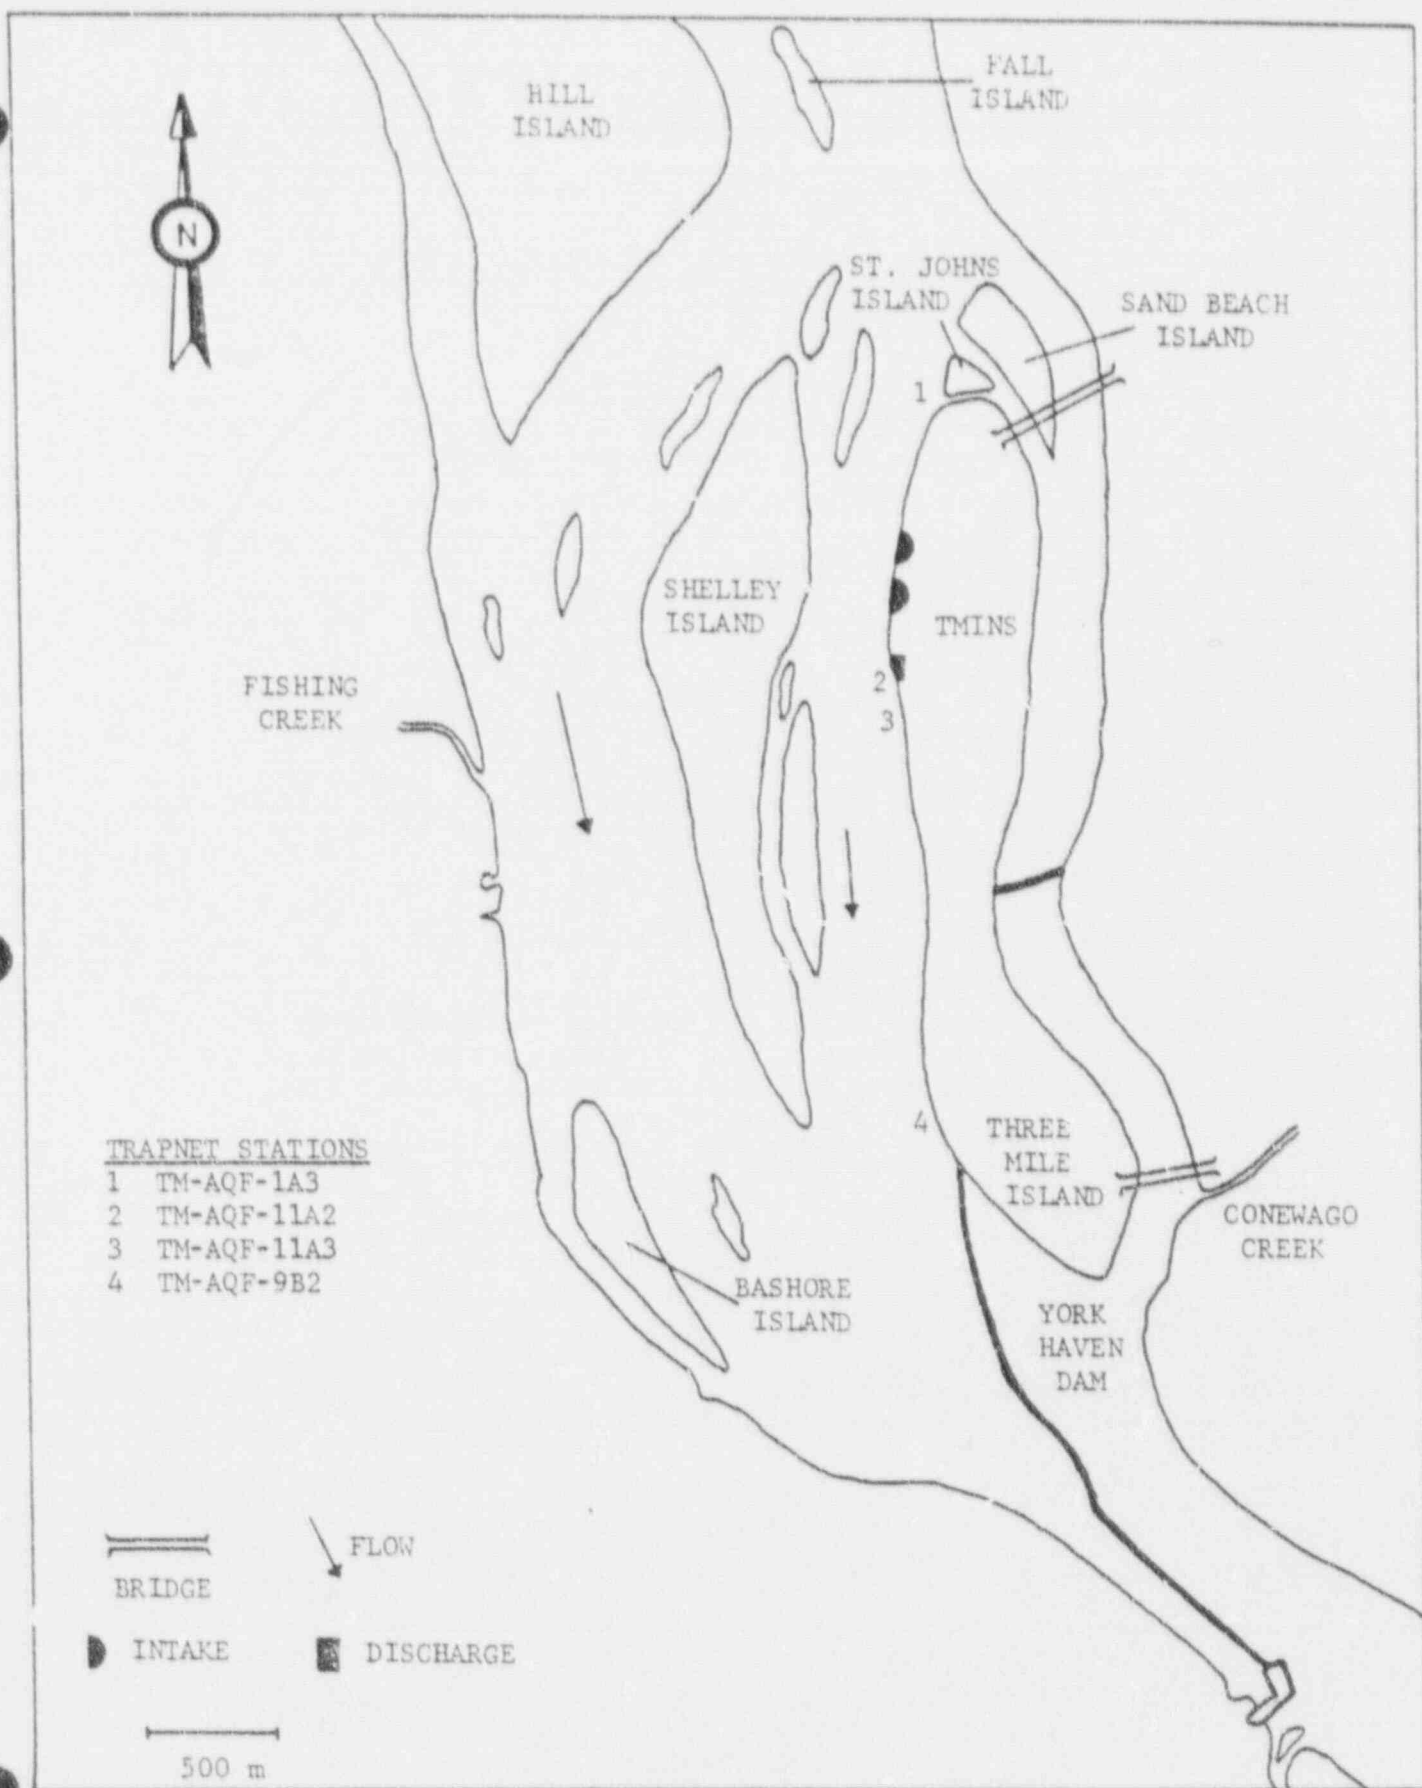 FALL
ISLAND
HILL
ISLAND
N
ST. JOHNS
ISLAND
SAND BEACH
ISLAND
1
SHELLEY
ISLAND
TMINS
2
3
FISHING
CREEK
4
THREE
MILE
ISLAND
TRAPNET STATIONS
1 TM-AQF-1A3
2 TM-AQF-11A2
3 TM-AQF-11A3
4 TM-AQF-9B2
CONEWAGO
CREEK
BASHORE
ISLAND
YORK
HAVEN
DAM
FLOW
BRIDGE
INTAKE
DISCHARGE
500 m